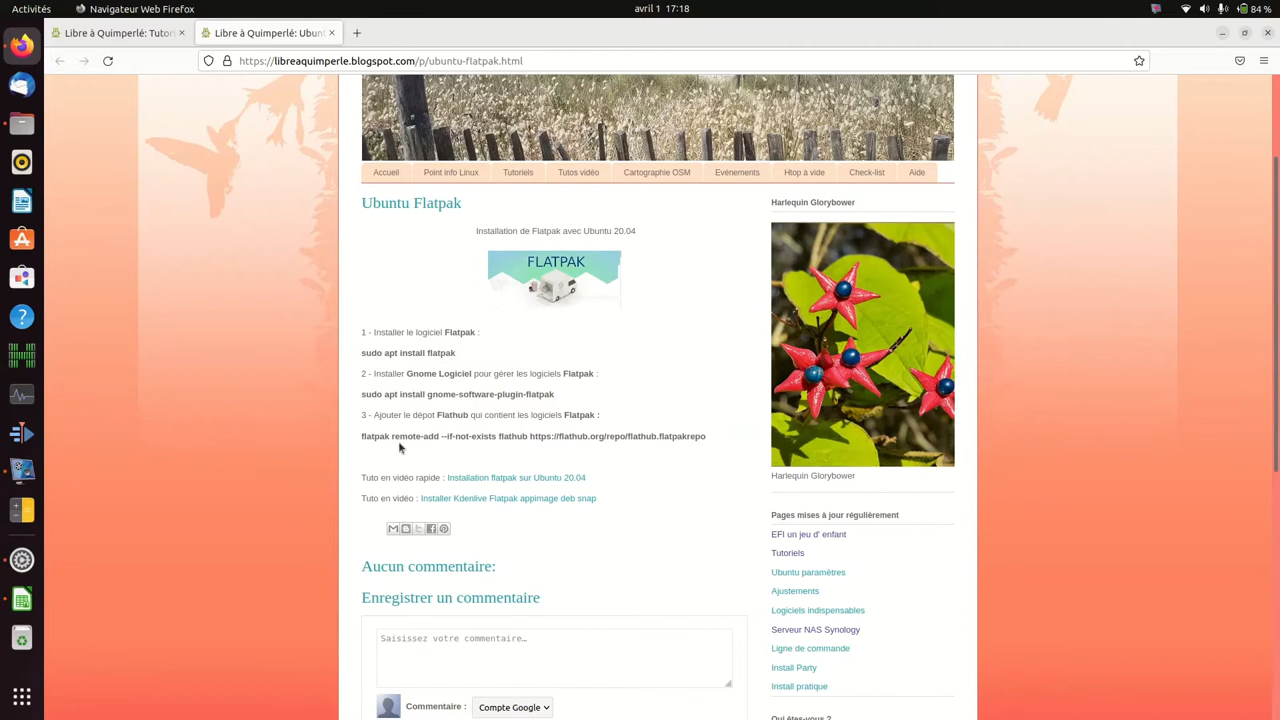 Activités
Navigateur Web Firefox
avril 1 17:18
84 %
Libre à Quimperlé: Tutori
Libre à Quimperlé: Ubunt
https://libreaquimperle.blogspot.com/p/ubuntu-flatpak.html
Accueil
Point info Linux
Tutoriels
Tutos vidéo
Cartographie OSM
Evénements
Htop à vide
Check-list
Aide
Ubuntu Flatpak
Installation de Flatpak avec Ubuntu 20.04
FLATPAK
1 - Installer le logiciel Flatpak :
sudo apt install flatpak
2 - Installer Gnome Logiciel pour gérer les logiciels Flatpak :
sudo apt install gnome-software-plugin-flatpak
3 - Ajouter le dépot Flathub qui contient les logiciels Flatpak :
flatpak remote-add --if-not-exists flathub https://flathub.org/repo/flathub.flatpakrepo
Tuto en vidéo rapide : Installation flatpak sur Ubuntu 20.04
Tuto en vidéo : Installer Kdenlive Flatpak appimage deb snap
Aucun commentaire:
Enregistrer un commentaire
Saisissez votre commentaire…
Commentaire :
Compte Google
Harlequin Glorybower
Harlequin Glorybower
Pages mises à jour régulièrement
EFI un jeu d' enfant
Tutoriels
Ubuntu paramètres
Ajustements
Logiciels indispensables
Serveur NAS Synology
Ligne de commande
Install Party
Install pratique
Qui êtes-vous ?